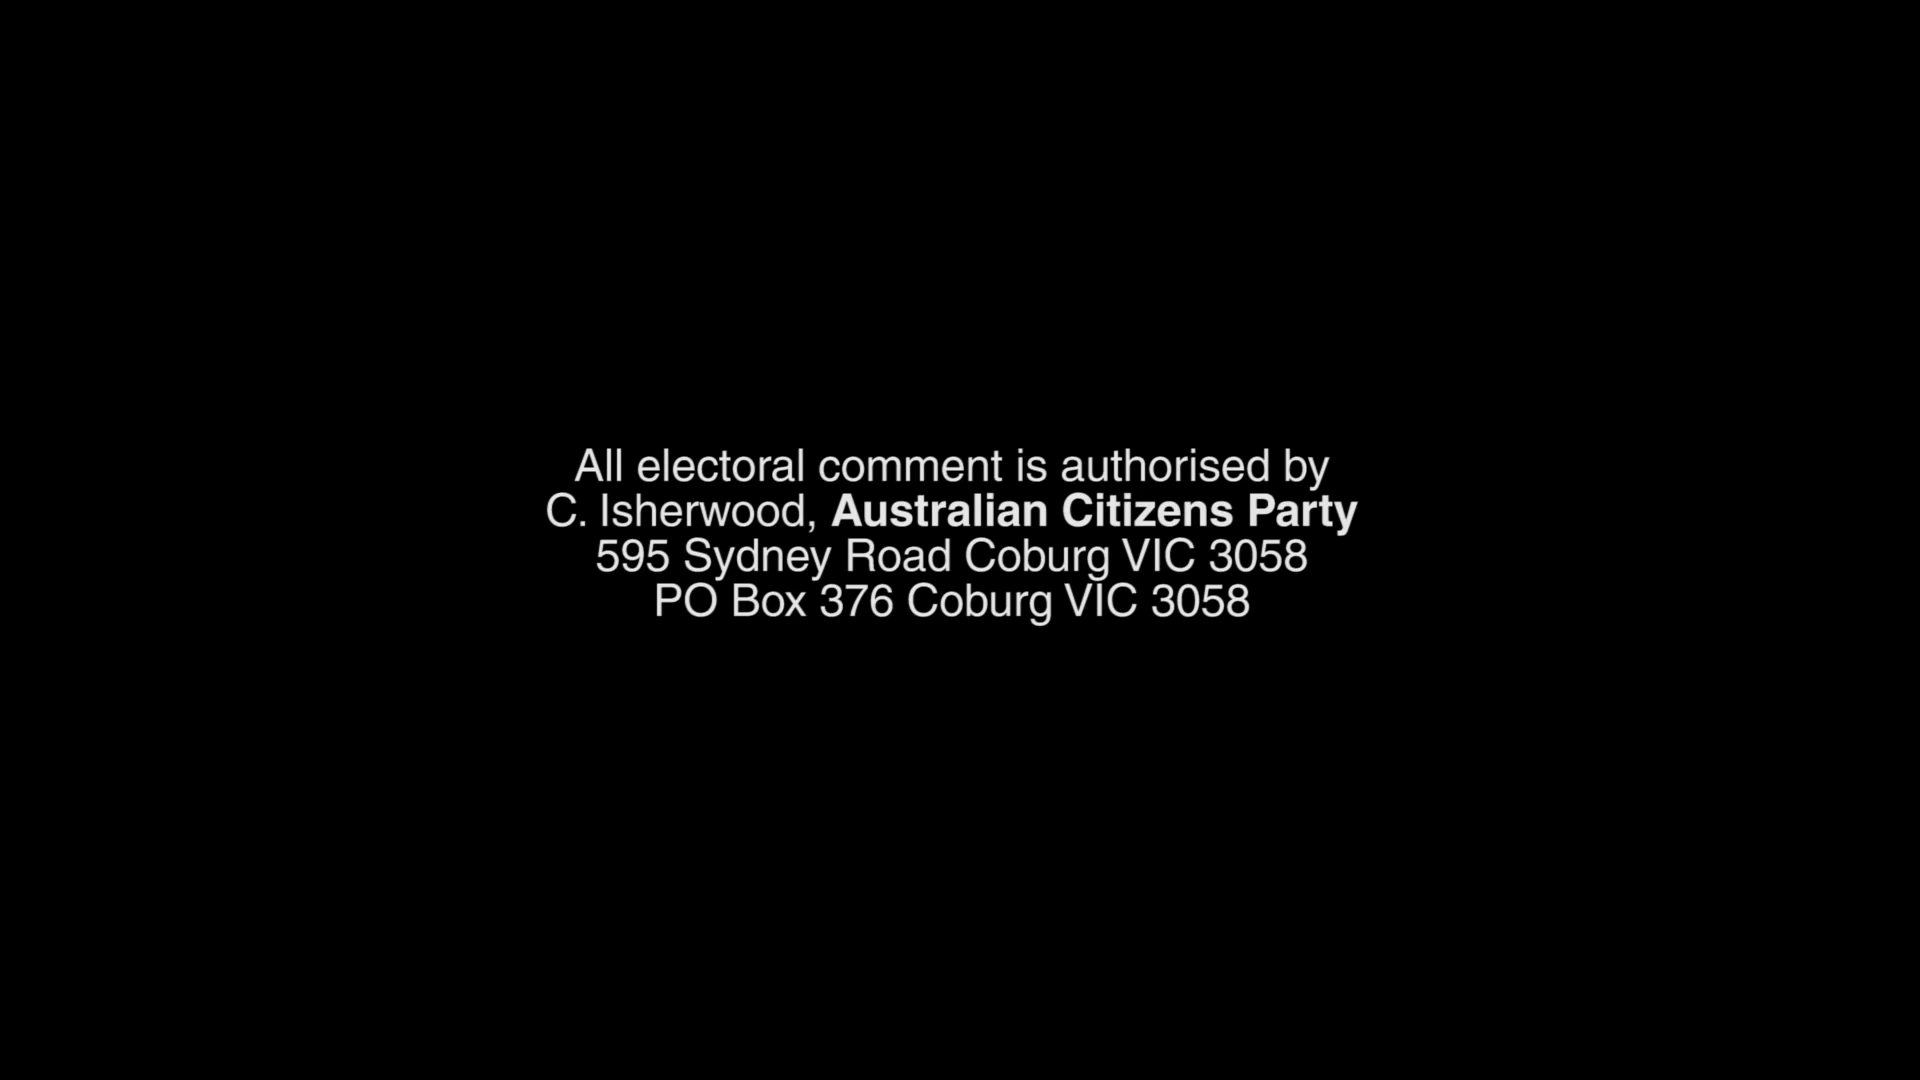 All electoral comment is authorised by
C. Isherwood, Australian Citizens Party
595 Sydney Road Coburg VIC 3058
PO Box 376 Coburg VIC 3058